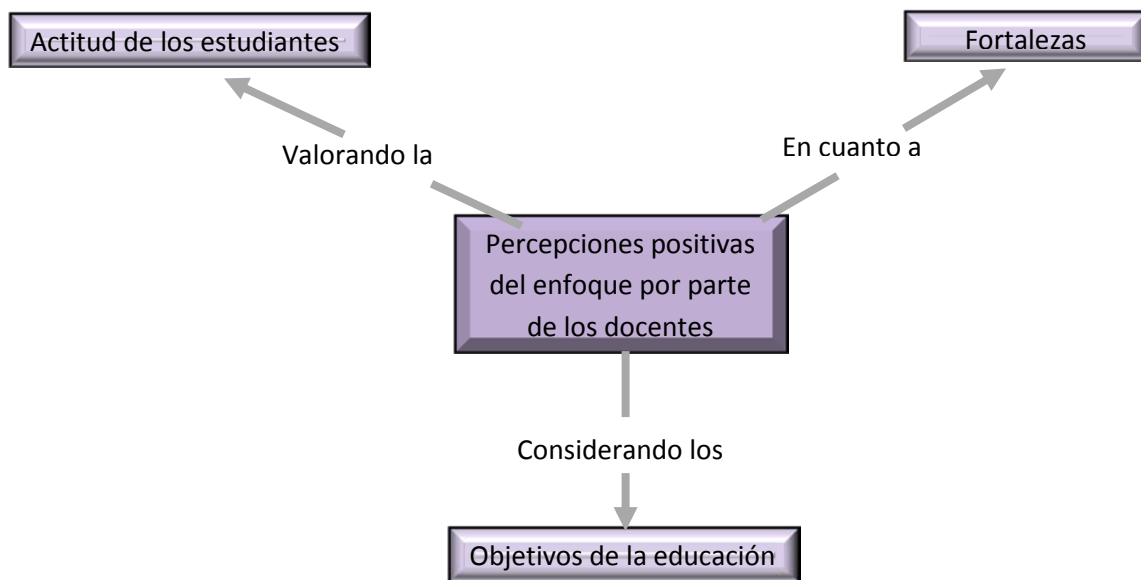 Actitud de los estudiantes
Fortalezas
Valorando la
En cuanto a
Percepciones positivas
del enfoque por parte
de los docentes
Considerando los
Objetivos de la educación